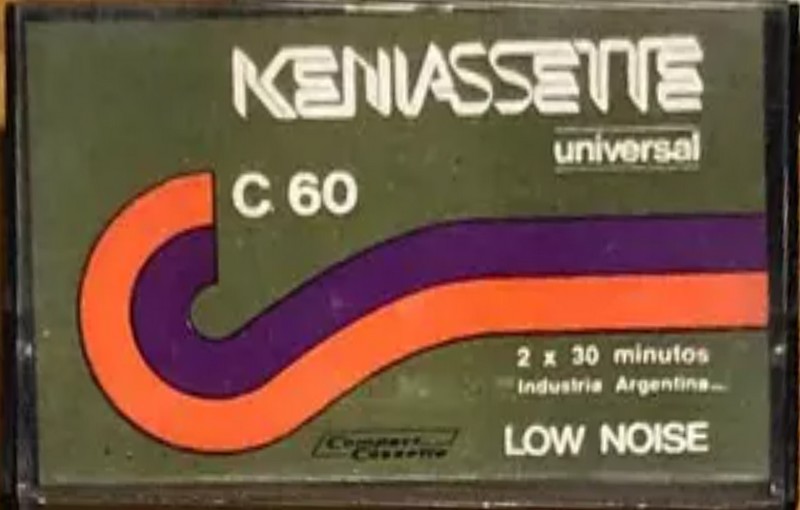 KENIASSETTE
universal
C 60
2 x 30 minutos
Industria Argentina
LOW NOISE
Compact
Cassette